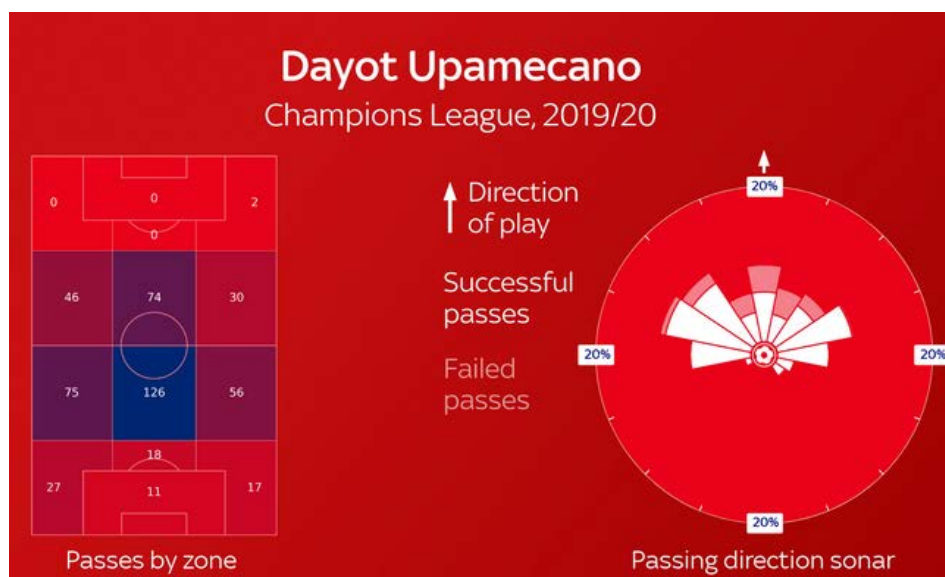 Dayot Upamecano
Champions League, 2019/20
0
0
2
0
46
74
30
75
126
56
18
27
11
17
Passes by zone
Direction
of play
Successful
passes
Failed
passes
20%
20%
20%
20%
Passing direction sonar